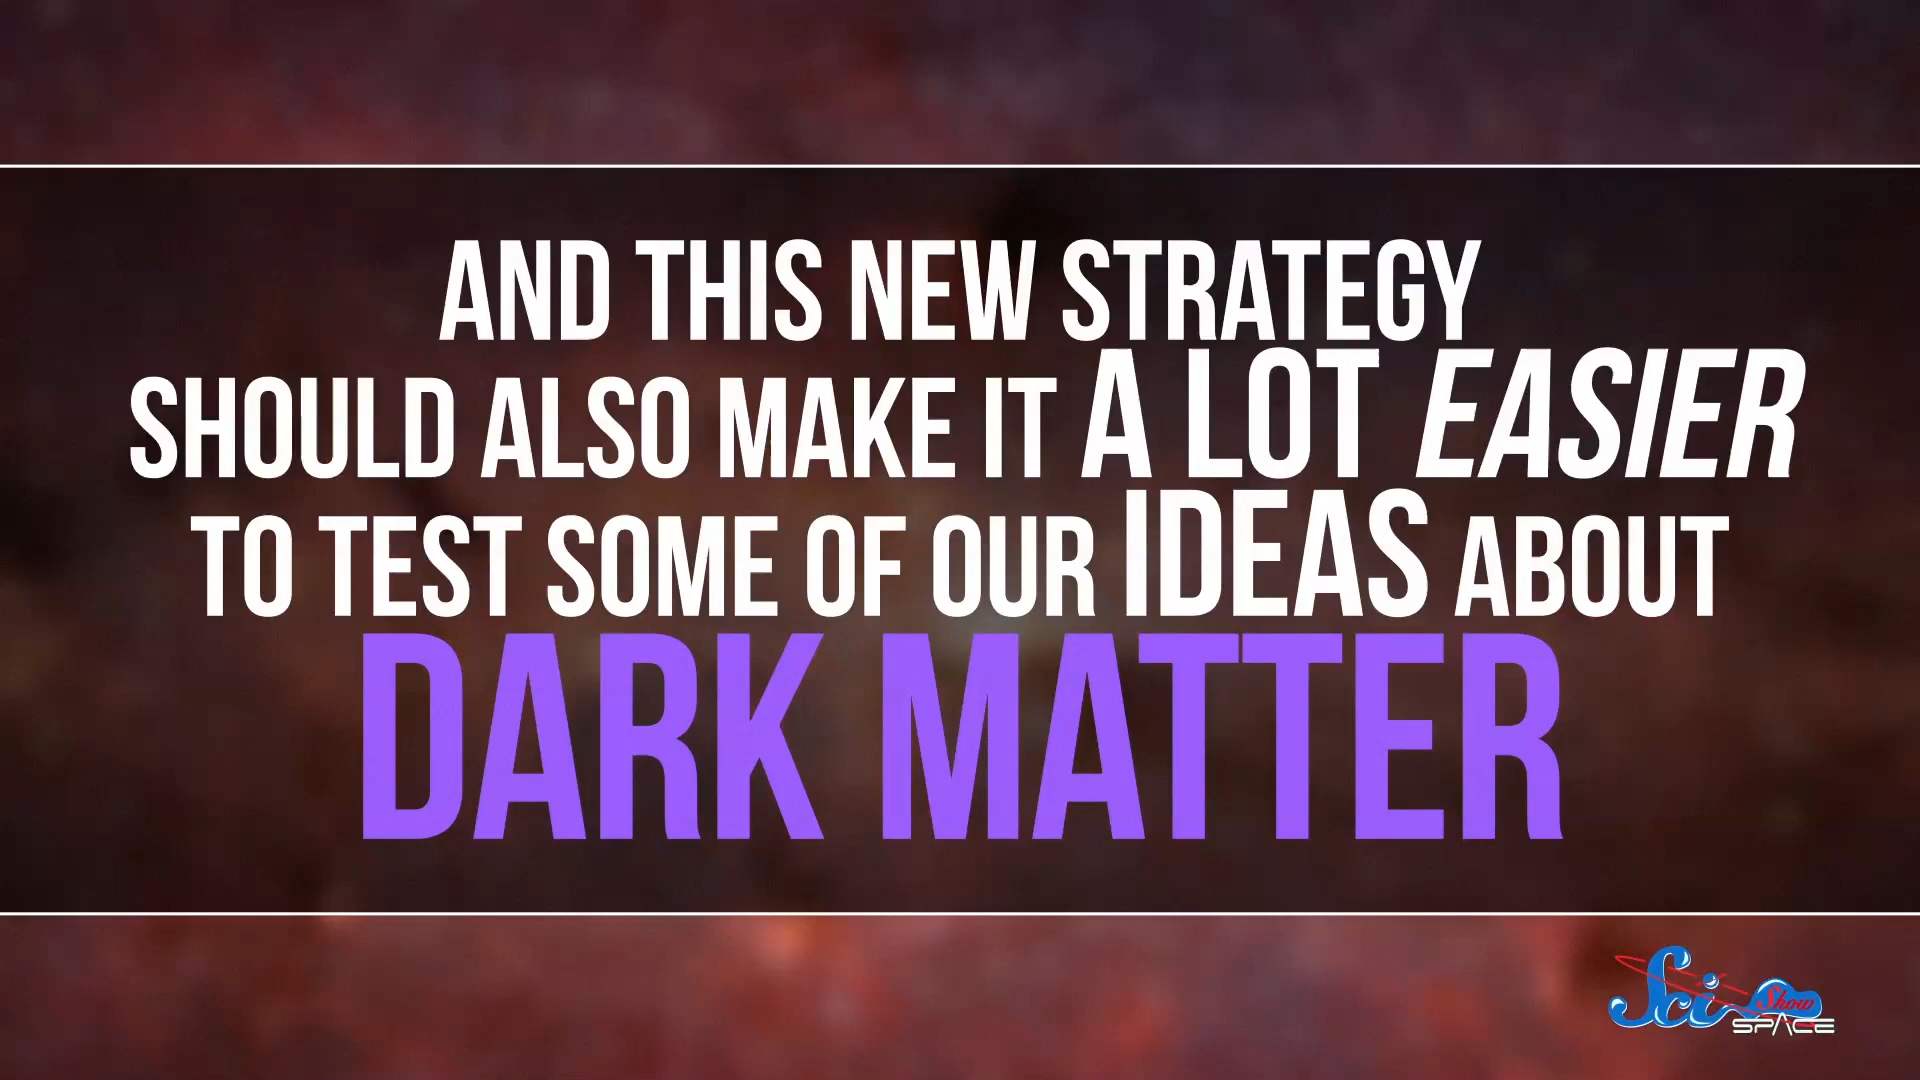 AND THIS NEW STRATEGY
SHOULD ALSO MAKE IT A LOT EASIER
TO TEST SOME OF OUR IDEAS ABOUT
DARK MATTER
Sci Show
SPACE